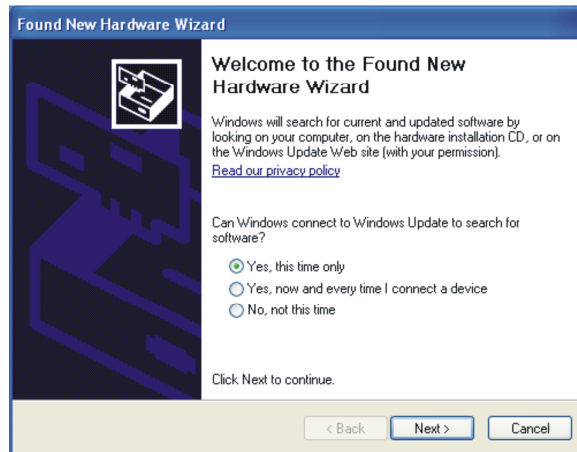 Found New Hardware Wizard
Welcome to the Found New
Hardware Wizard
Windows will search for current and updated software by
looking on your computer, on the hardware installation CD, or on
the Windows Update Web site (with your permission).
Read our privacy policy
Can Windows connect to Windows Update to search for
software?
Yes, this time only
Yes, now and every time I connect a device
No, not this time
Click Next to continue.
< Back Next > Cancel